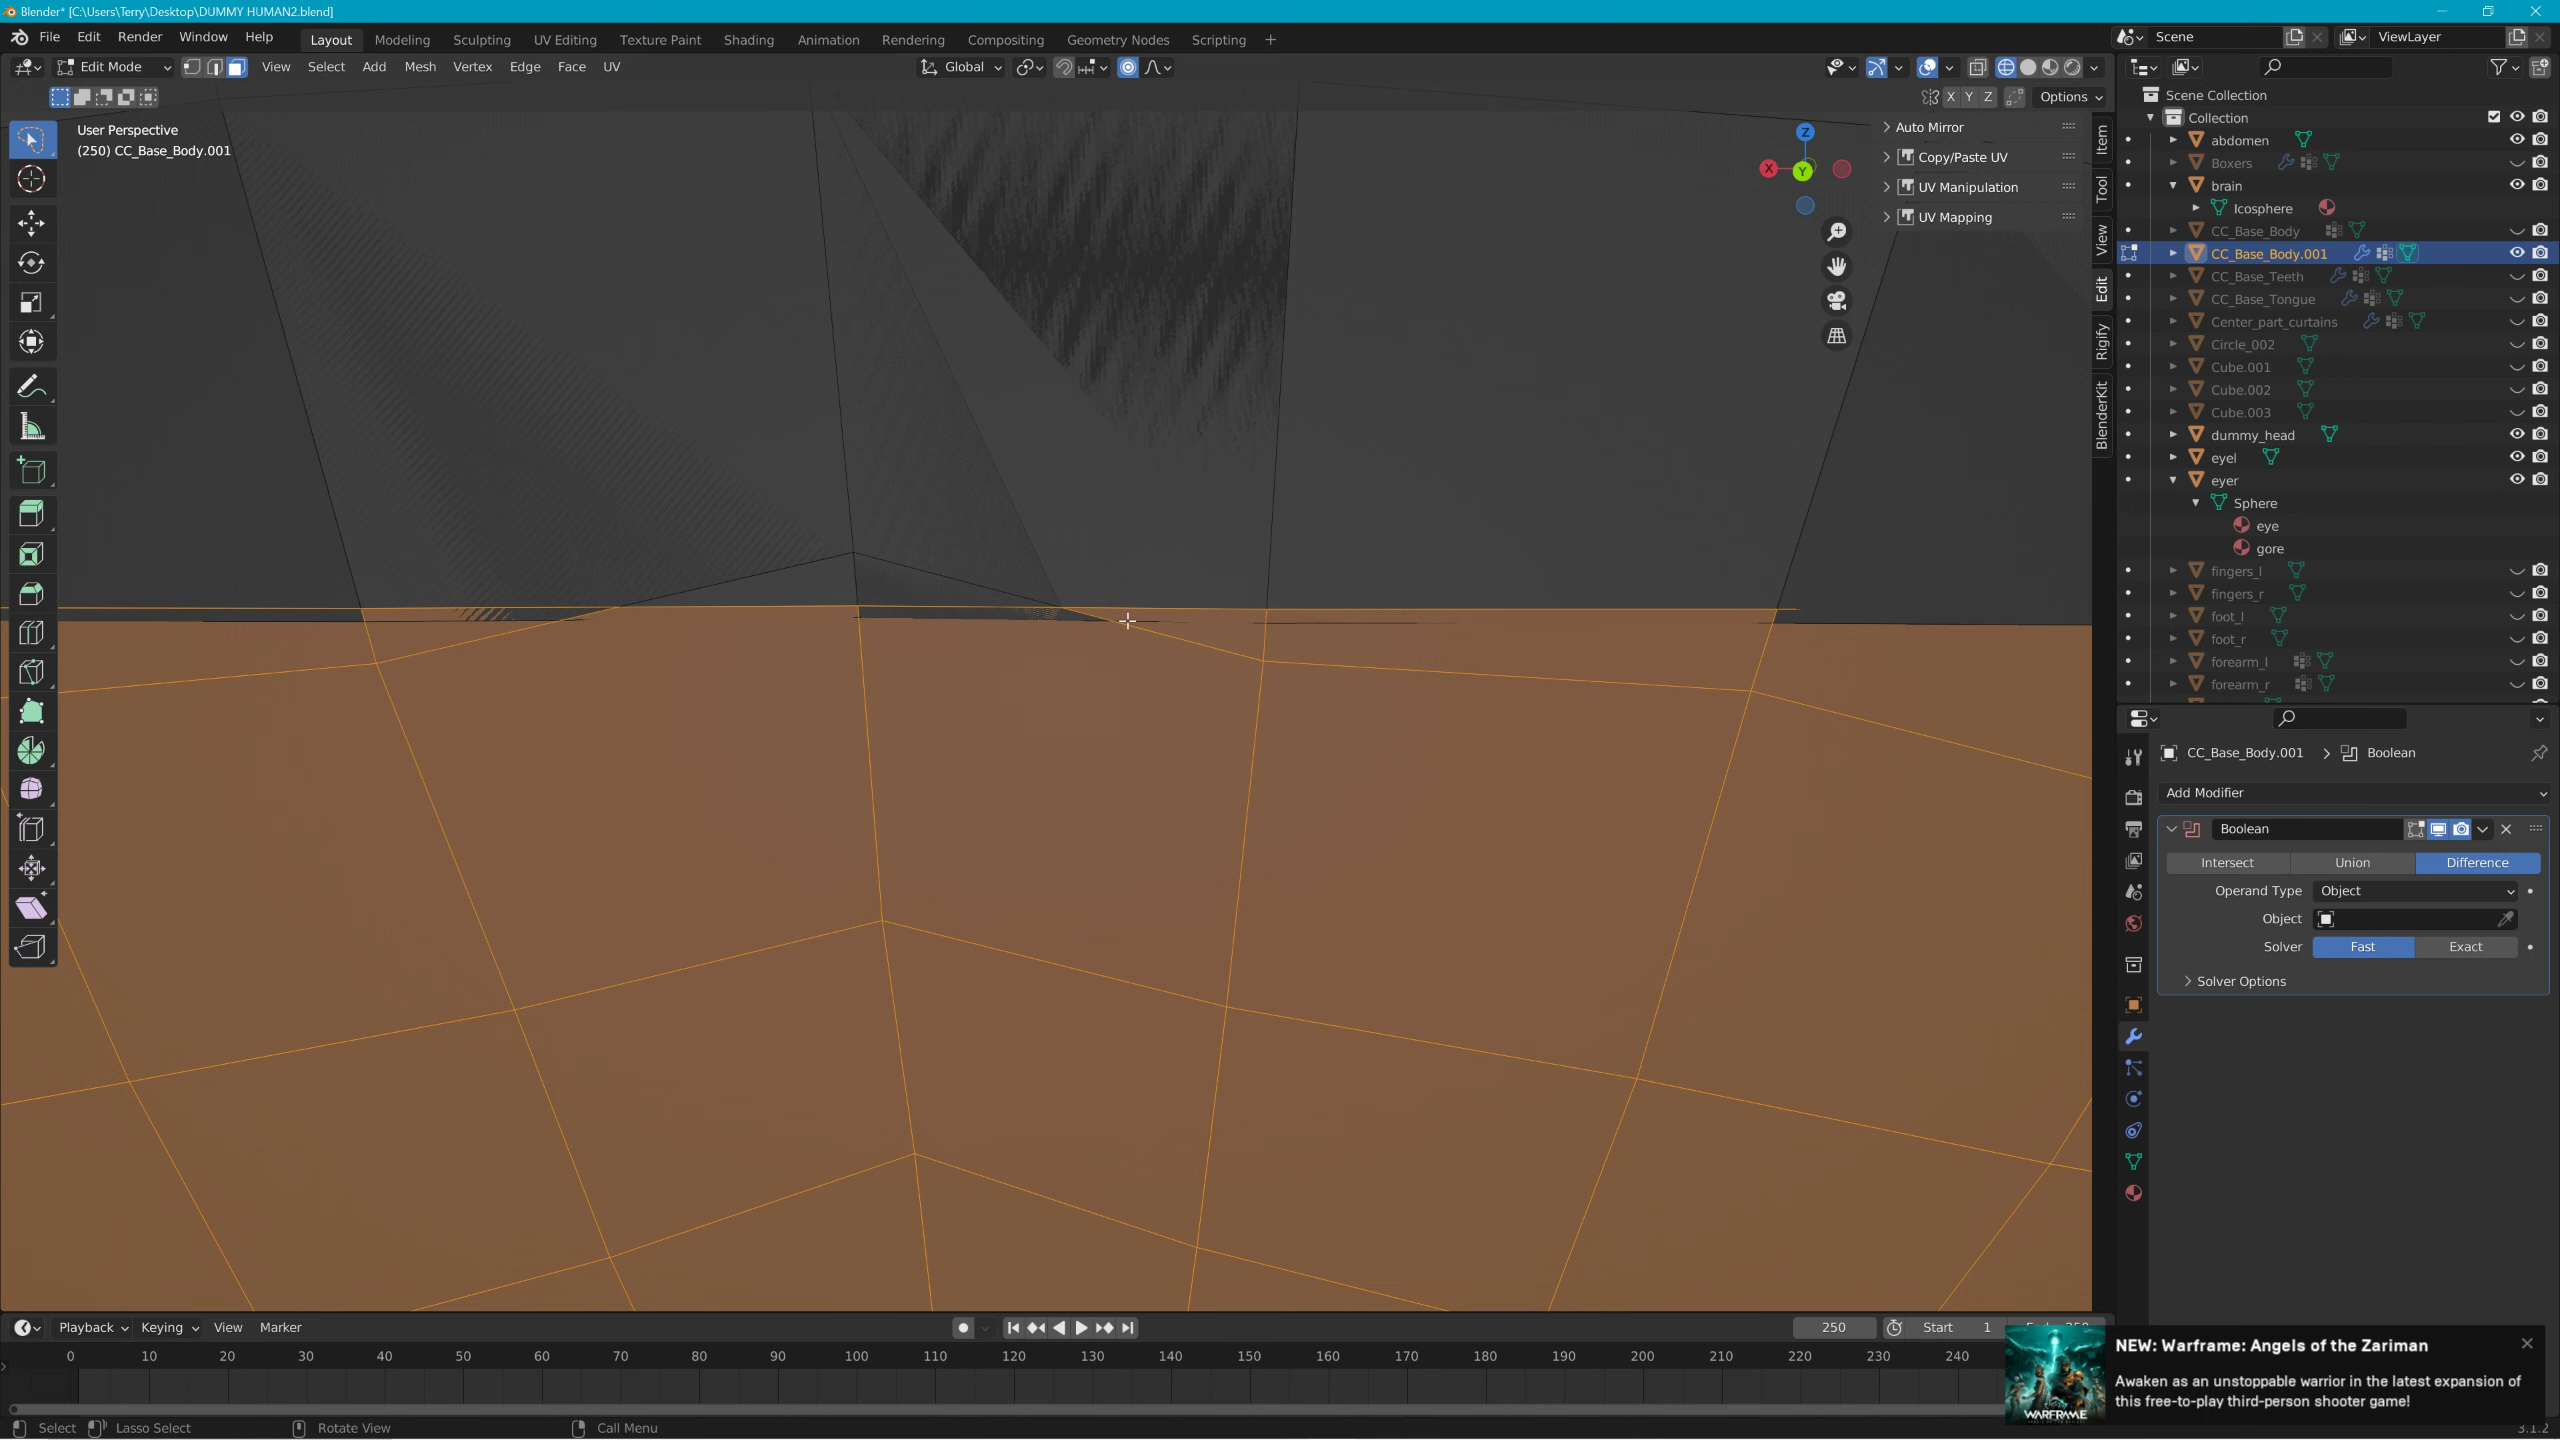 Blender* [C:\Users\Terry\Desktop\DUMMY HUMAN2.blend]
File Edit Render Window Help Layout Modeling Sculpting UV Editing Texture Paint Shading Animation Rendering Compositing Geometry Nodes Scripting + Scene ViewLayer
Edit Mode View Select Add Mesh Vertex Edge Face UV Global
X Y Z Options
User Perspective
(250) CC_Base_Body.001
Z
X
Y
Auto Mirror
Copy/Paste UV
UV Manipulation
UV Mapping
Item
Tool
View
Edit
Rigify
BlenderKit
Scene Collection
Collection
abdomen
Boxers
brain
Icosphere
CC_Base_Body
CC_Base_Body.001
CC_Base_Teeth
CC_Base_Tongue
Center_part_curtains
Circle_002
Cube.001
Cube.002
Cube.003
dummy_head
eyel
eyer
Sphere
eye
gore
fingers_l
fingers_r
foot_l
foot_r
forearm_l
forearm_r
CC_Base_Body.001 > Boolean
Add Modifier
Boolean
Intersect Union Difference
Operand Type Object
Object
Solver Fast Exact
Solver Options
Playback Keying View Marker 250 Start 1
0 10 20 30 40 50 60 70 80 90 100 110 120 130 140 150 160 170 180 190 200 210 220 230 240
NEW: Warframe: Angels of the Zariman
Awaken as an unstoppable warrior in the latest expansion of
this free-to-play third-person shooter game!
WARFRAME
Select Lasso Select Rotate View Call Menu